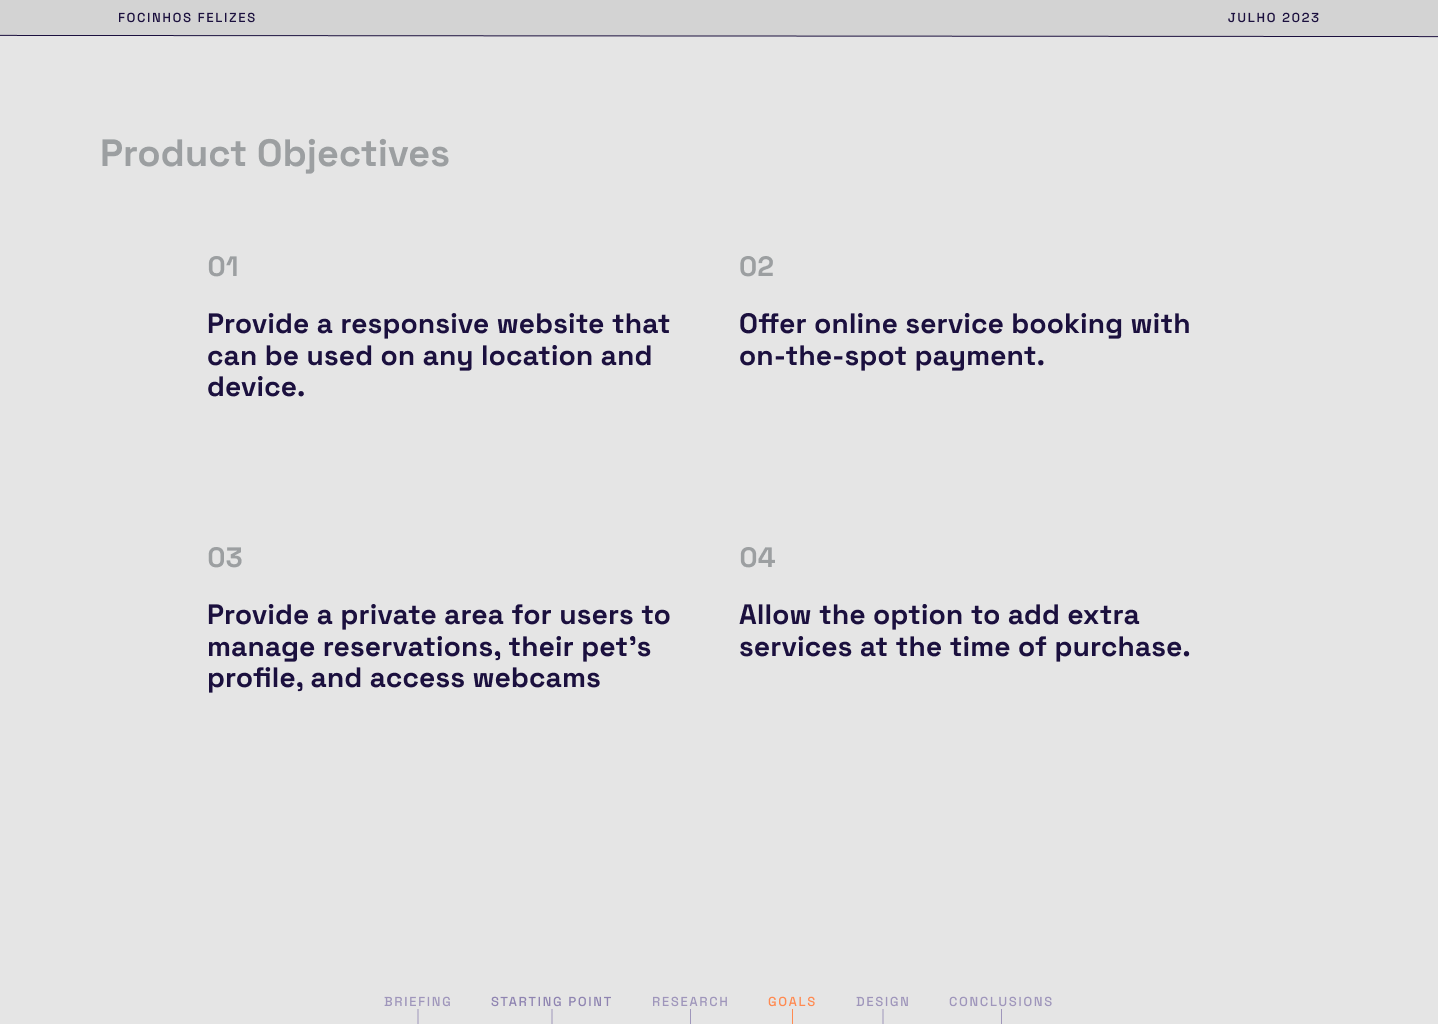 FOCINHOS FELIZES
JULHO 2023
Product Objectives
01
Provide a responsive website that
can be used on any location and
device.
02
Offer online service booking with
on-the-spot payment.
03
Provide a private area for users to
manage reservations, their pet’s
profile, and access webcams
04
Allow the option to add extra
services at the time of purchase.
BRIEFING
STARTING POINT
RESEARCH
GOALS
DESIGN
CONCLUSIONS